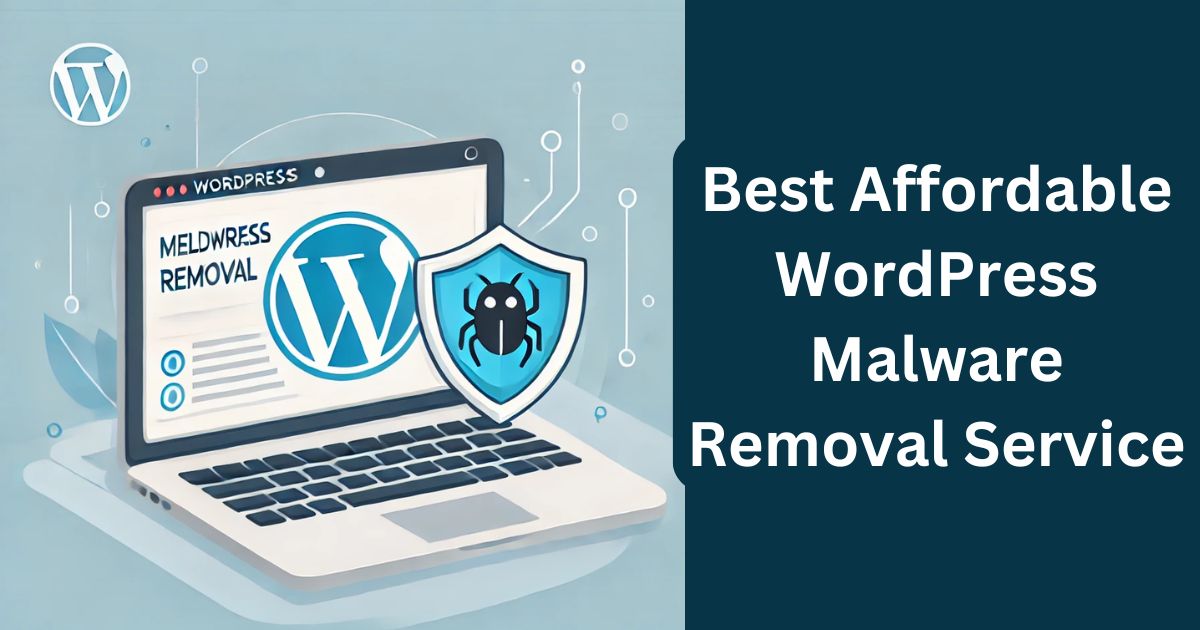 WORDPRESS
MELDWRESS
REMOVAL
Best Affordable
WordPress
Malware
Removal Service